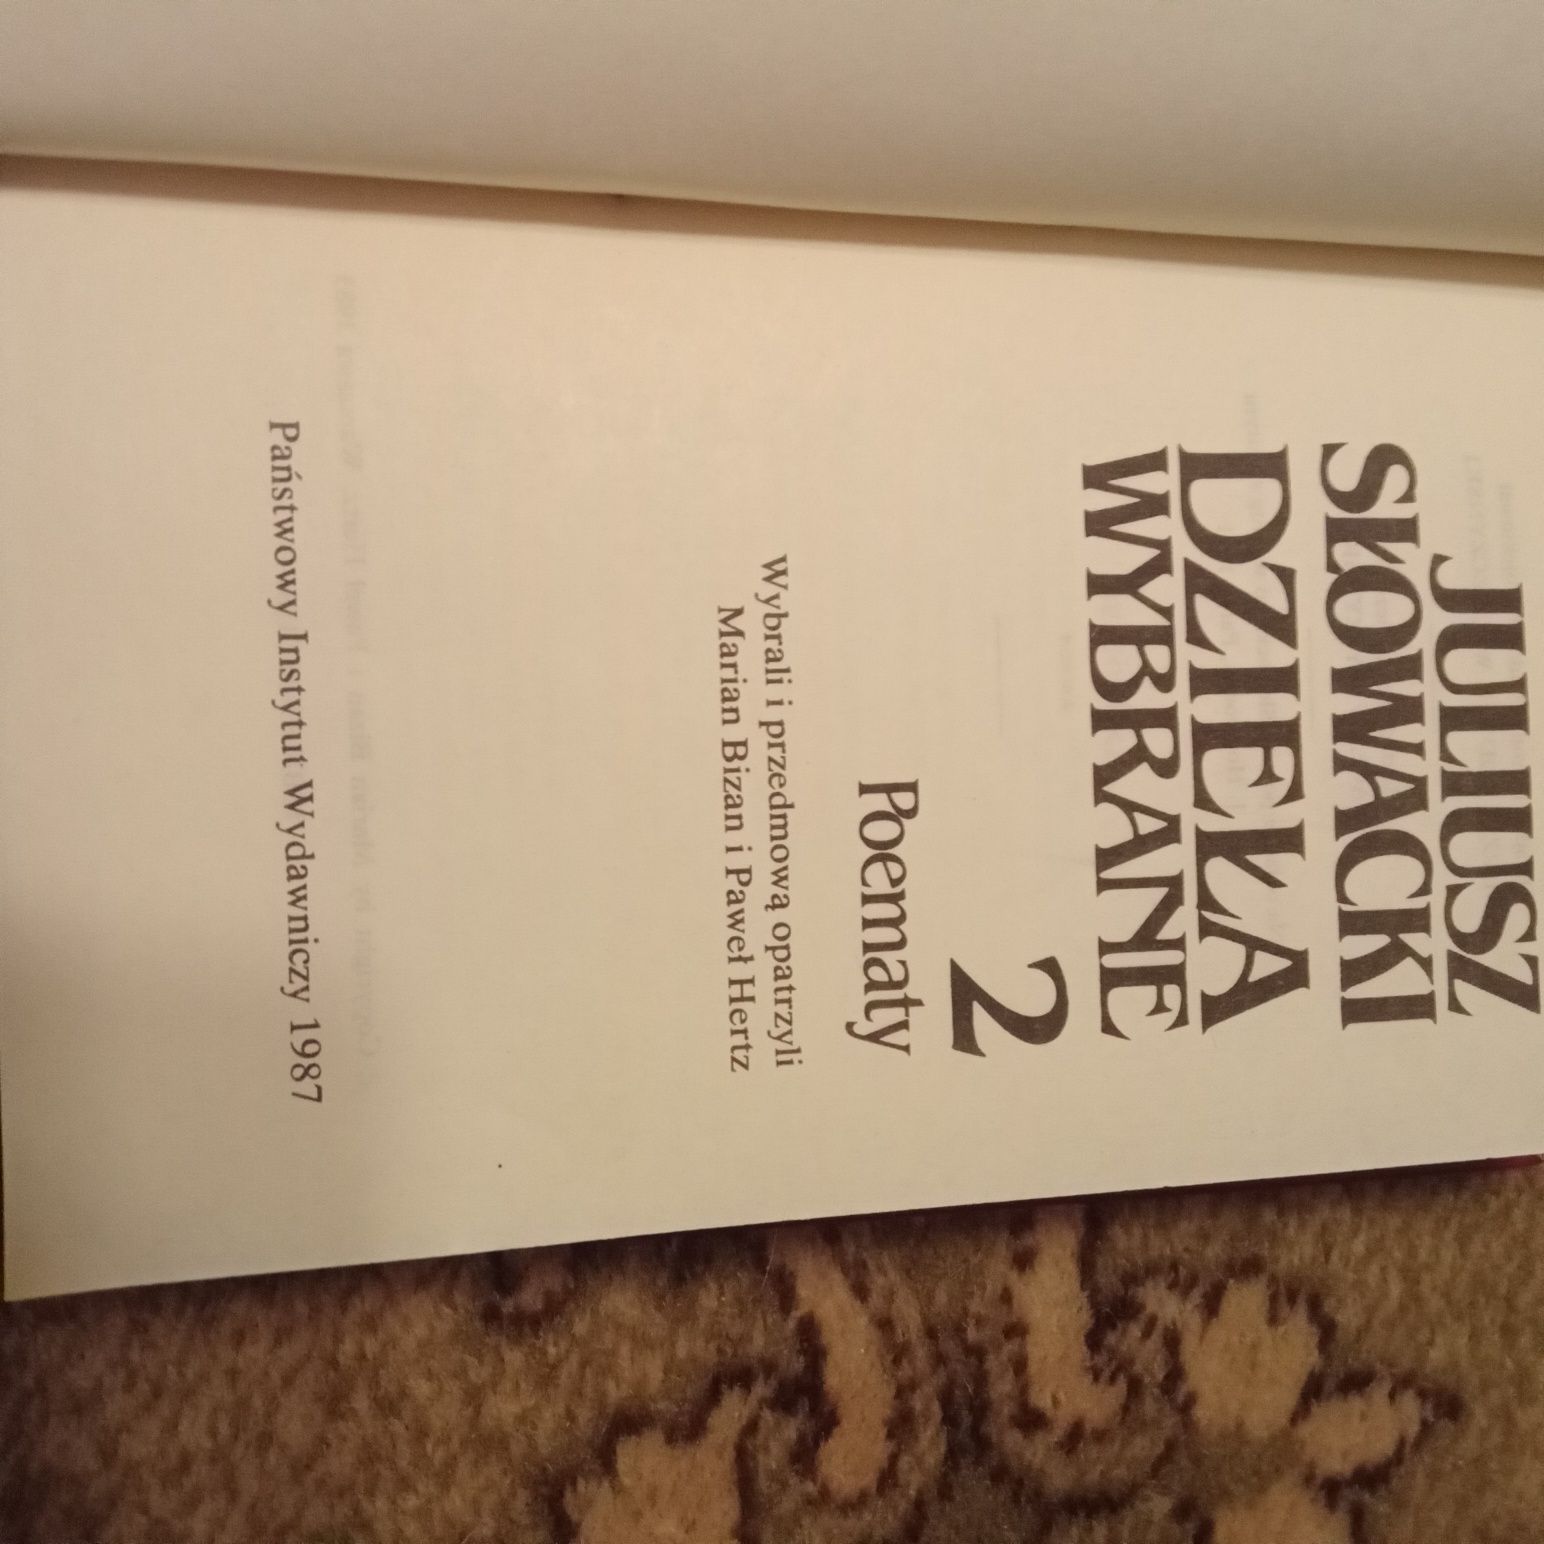 JULIUSZ
SŁOWACKI
DZIEŁA
WYBRANE
2
Poematy
Wybrali i przedmową opatrzyli
Marian Bizan i Paweł Hertz
Państwowy Instytut Wydawniczy 1987